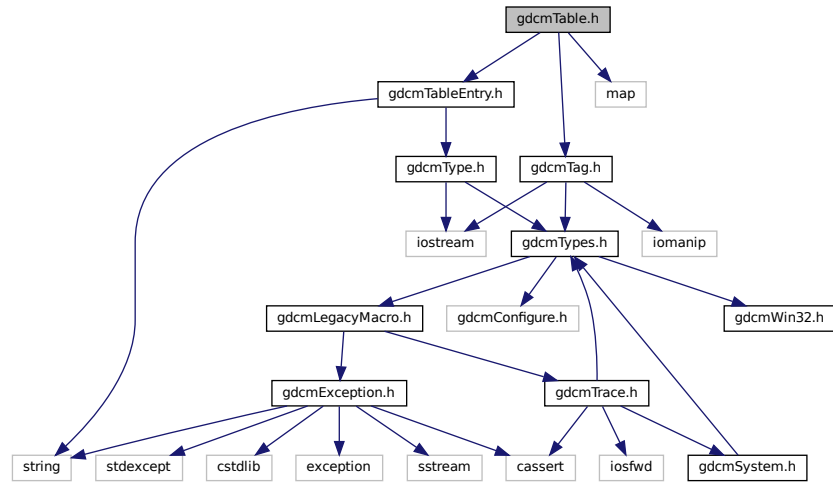 gdcmTable.h
gdcmTableEntry.h
map
gdcmType.h
gdcmTag.h
iostream
gdcmTypes.h
iomanip
gdcmLegacyMacro.h
gdcmConfigure.h
gdcmWin32.h
gdcmException.h
gdcmTrace.h
string
stdexcept
cstdlib
exception
sstream
cassert
iosfwd
gdcmSystem.h